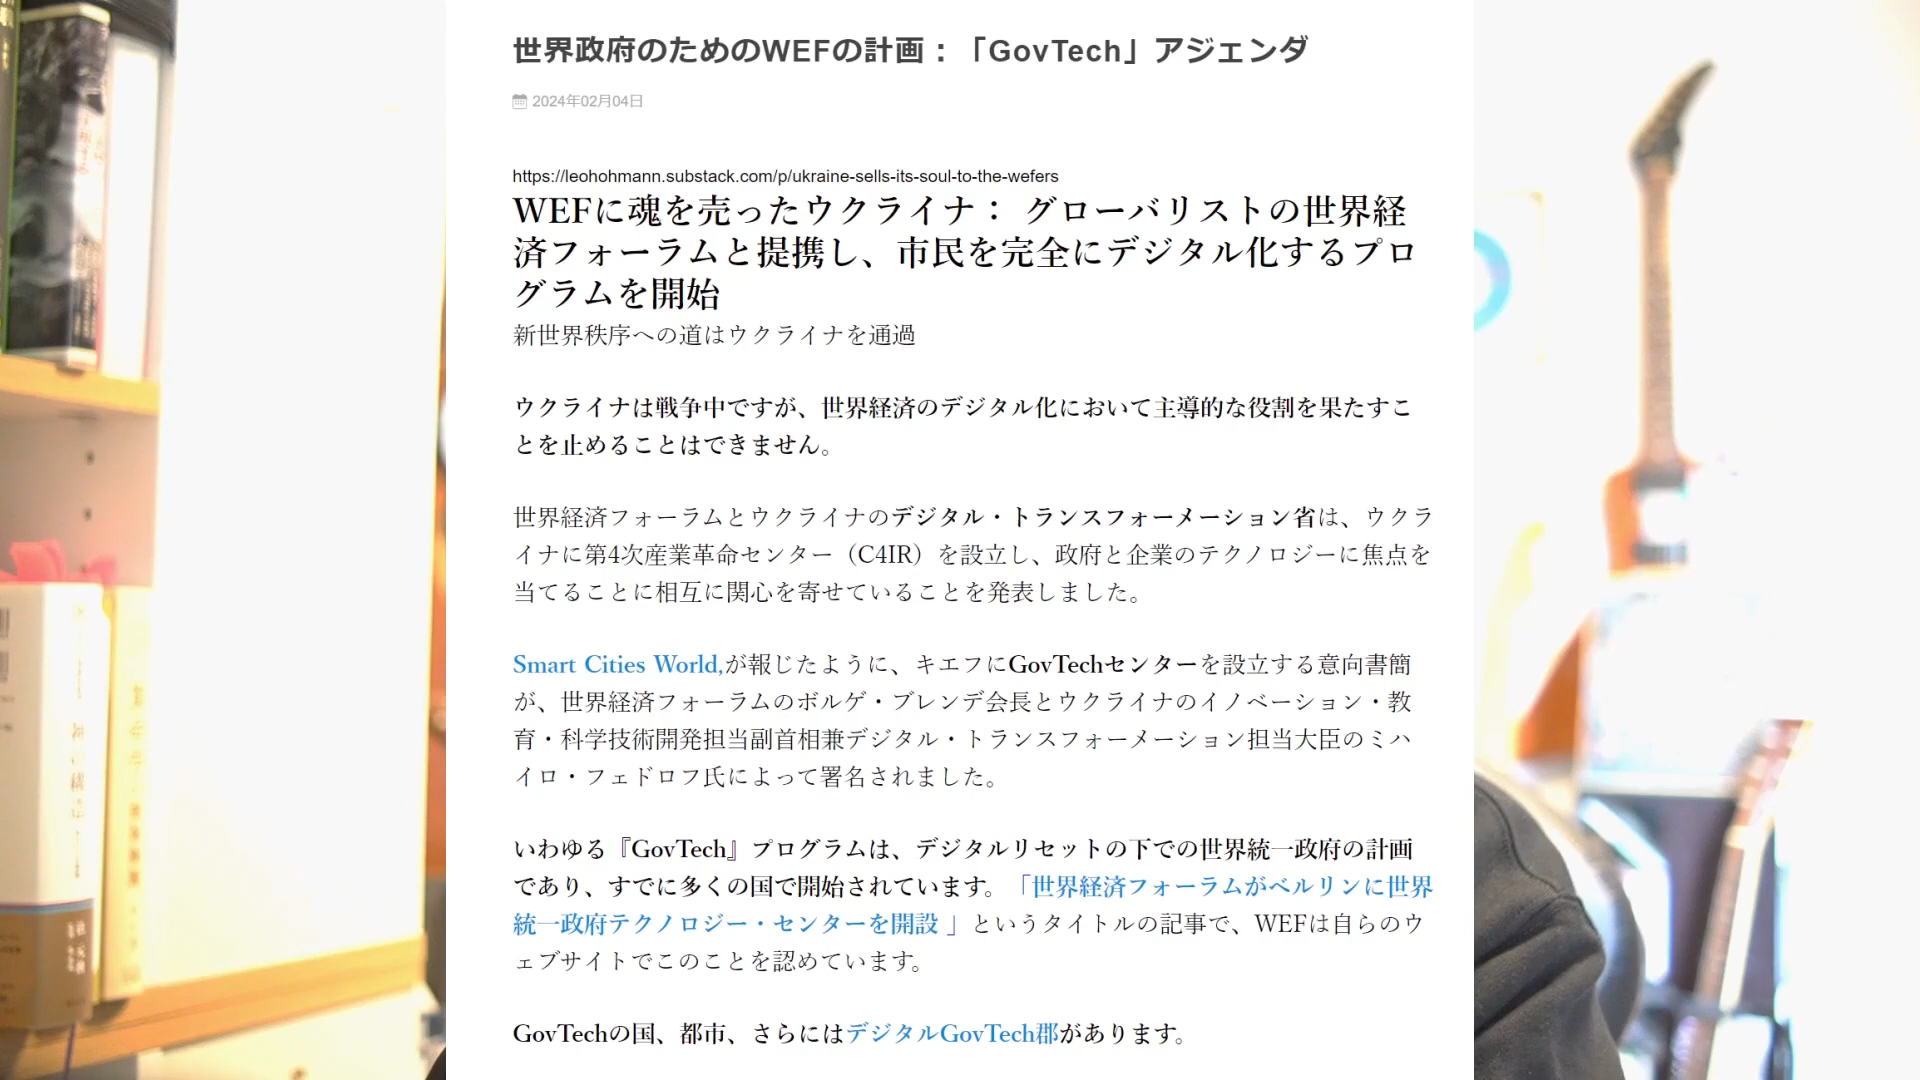 世界政府のためのWEFの計画：「GovTech」アジェンダ
2024年02月04日
https://leohohmann.substack.com/p/ukraine-sells-its-soul-to-the-wefers
WEFに魂を売ったウクライナ： グローバリストの世界経
済フォーラムと提携し、市民を完全にデジタル化するプロ
グラムを開始
新世界秩序への道はウクライナを通過
ウクライナは戦争中ですが、世界経済のデジタル化において主導的な役割を果たすこ
とを止めることはできません。
世界経済フォーラムとウクライナのデジタル・トランスフォーメーション省は、ウクラ
イナに第4次産業革命センター（C4IR）を設立し、政府と企業のテクノロジーに焦点を
当てることに相互に関心を寄せていることを発表しました。
Smart Cities World,が報じたように、キエフにGovTechセンターを設立する意向書簡
が、世界経済フォーラムのボルゲ・ブレンデ会長とウクライナのイノベーション・教
育・科学技術開発担当副首相兼デジタル・トランスフォーメーション担当大臣のミハ
イロ・フェドロフ氏によって署名されました。
いわゆる『GovTech』プログラムは、デジタルリセットの下での世界統一政府の計画
であり、すでに多くの国で開始されています。「世界経済フォーラムがベルリンに世界
統一政府テクノロジー・センターを開設 」というタイトルの記事で、WEFは自らのウ
ェブサイトでこのことを認めています。
GovTechの国、都市、さらにはデジタルGovTech郡があります。